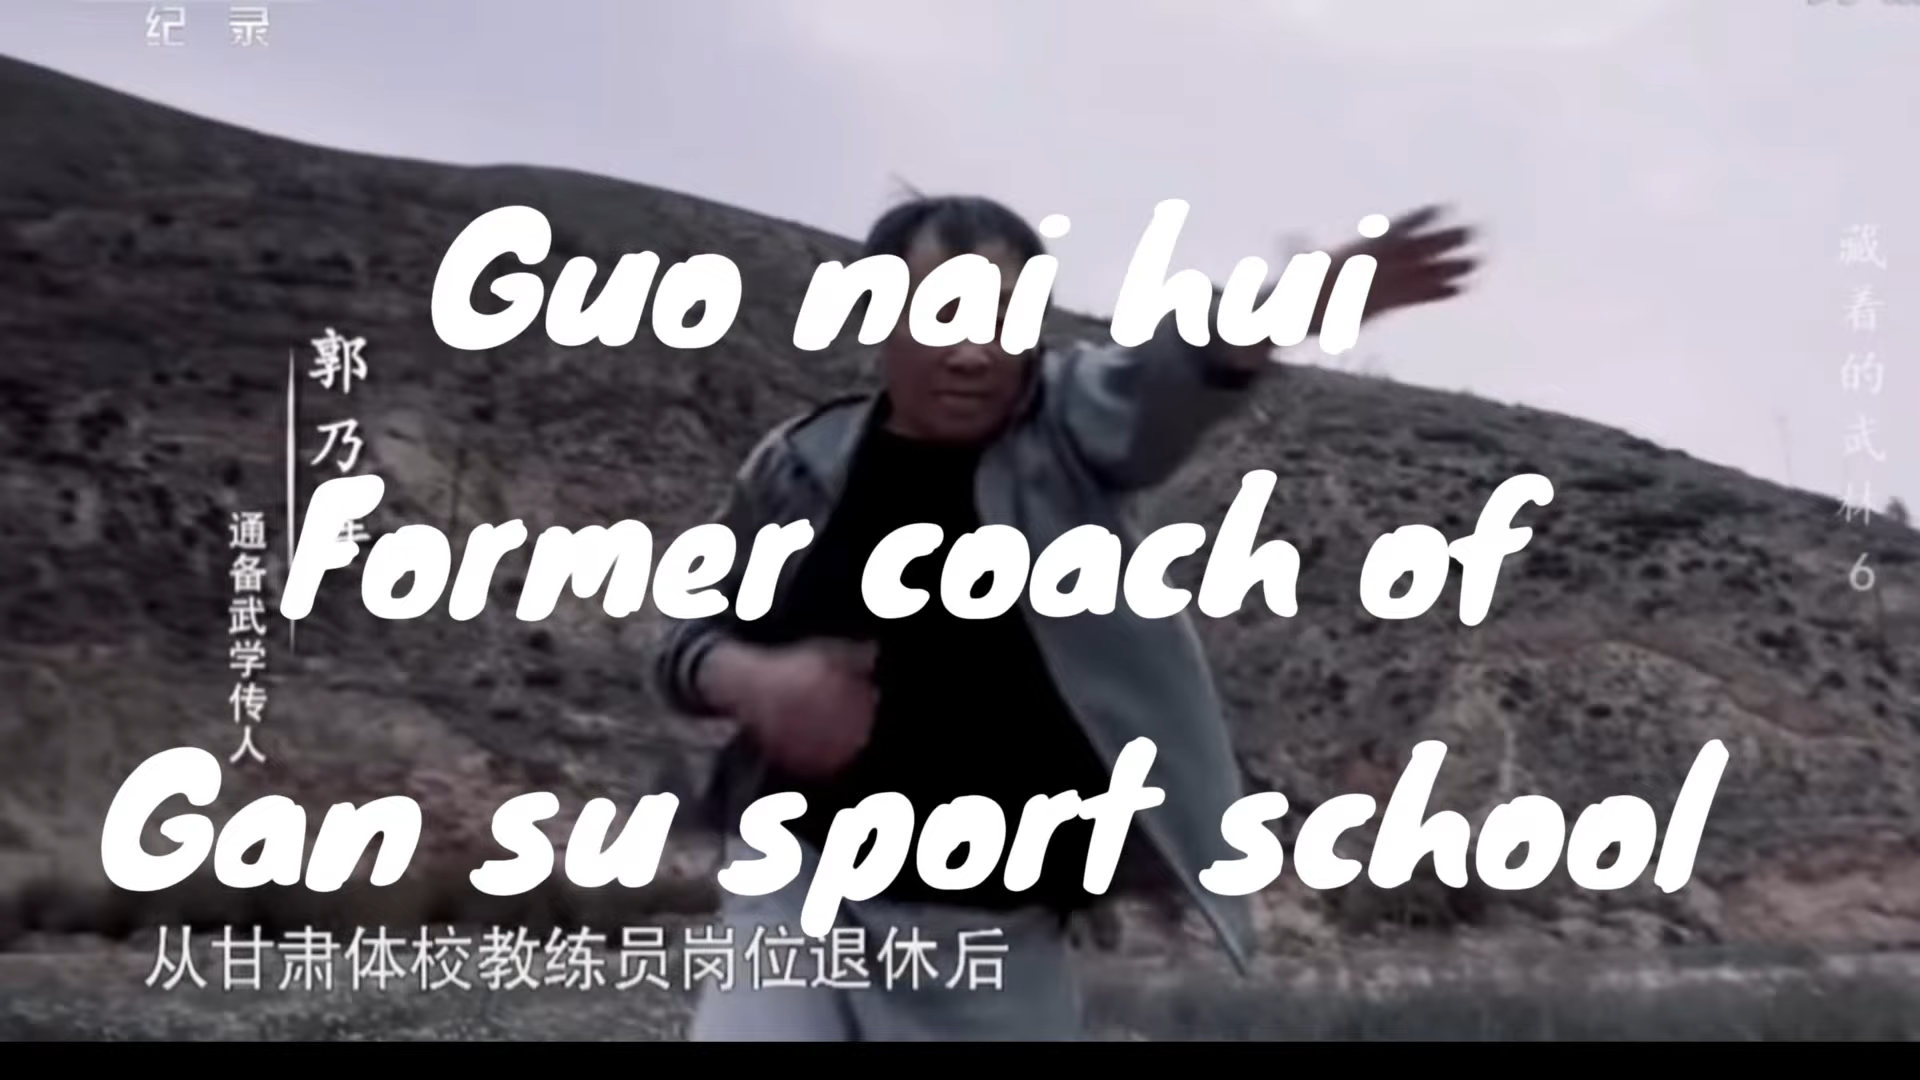 纪录
Guo nai hui
Former coach of
Gan su sport school
郭乃
通备武学传人
藏着的武林6
从甘肃体校教练员岗位退休后